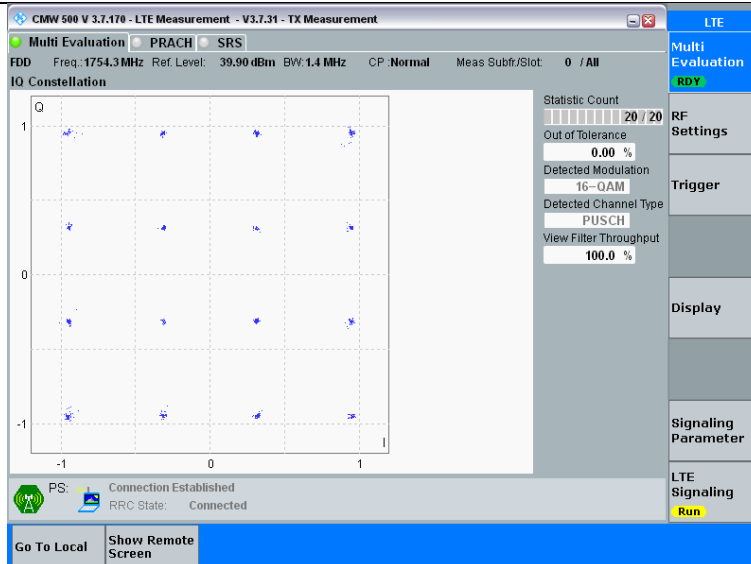 CMW 500 V 3.7.170 - LTE Measurement - V3.7.31 - TX Measurement
LTE
Multi Evaluation PRACH SRS
FDD Freq.: 1754.3 MHz Ref. Level: 39.90 dBm BW: 1.4 MHz CP : Normal Meas Subfr./Slot: 0 / All
IQ Constellation
Q
1
0
-1
-1 0 1
I
Statistic Count
20 / 20
Out of Tolerance
0.00 %
Detected Modulation
16-QAM
Detected Channel Type
PUSCH
View Filter Throughput
100.0 %
Multi
Evaluation
RDY
RF
Settings
Trigger
Display
Signaling
Parameter
LTE
Signaling
Run
PS: Connection Established
RRC State: Connected
Go To Local
Show Remote
Screen